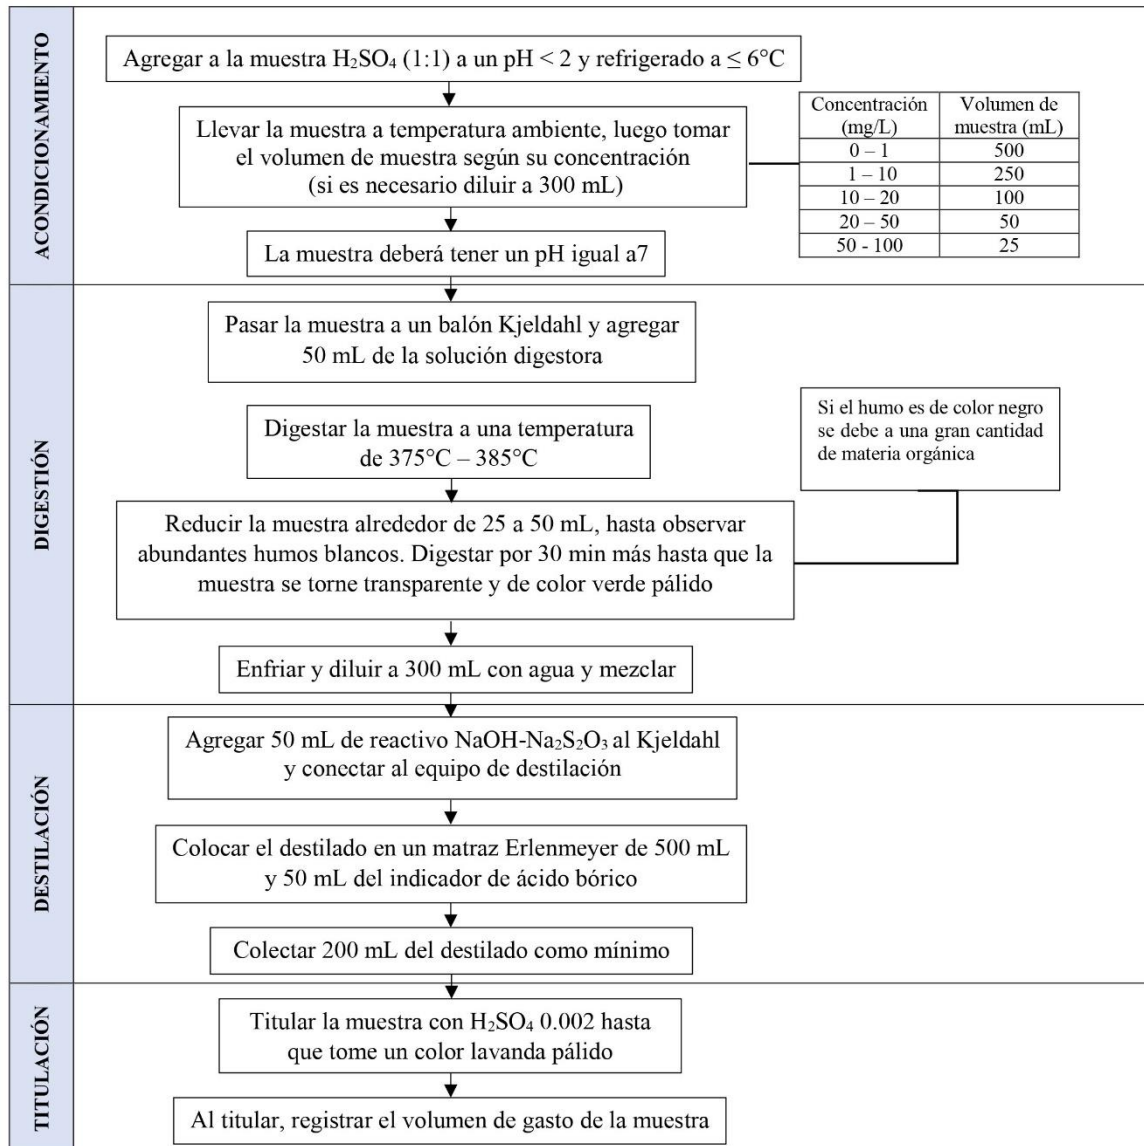 ACONDICIONAMIENTO
Agregar a la muestra H₂SO₄ (1:1) a un pH < 2 y refrigerado a ≤ 6°C
Llevar la muestra a temperatura ambiente, luego tomar
el volumen de muestra según su concentración
(si es necesario diluir a 300 mL)
Concentración (mg/L) Volumen de muestra (mL)
0 – 1 500
1 – 10 250
10 – 20 100
20 – 50 50
50 - 100 25
La muestra deberá tener un pH igual a7
DIGESTIÓN
Pasar la muestra a un balón Kjeldahl y agregar
50 mL de la solución digestora
Digestar la muestra a una temperatura
de 375°C – 385°C
Si el humo es de color negro
se debe a una gran cantidad
de materia orgánica
Reducir la muestra alrededor de 25 a 50 mL, hasta observar
abundantes humos blancos. Digestar por 30 min más hasta que la
muestra se torne transparente y de color verde pálido
Enfriar y diluir a 300 mL con agua y mezclar
DESTILACIÓN
Agregar 50 mL de reactivo NaOH-Na₂S₂O₃ al Kjeldahl
y conectar al equipo de destilación
Colocar el destilado en un matraz Erlenmeyer de 500 mL
y 50 mL del indicador de ácido bórico
Colectar 200 mL del destilado como mínimo
TITULACIÓN
Titular la muestra con H₂SO₄ 0.002 hasta
que tome un color lavanda pálido
Al titular, registrar el volumen de gasto de la muestra